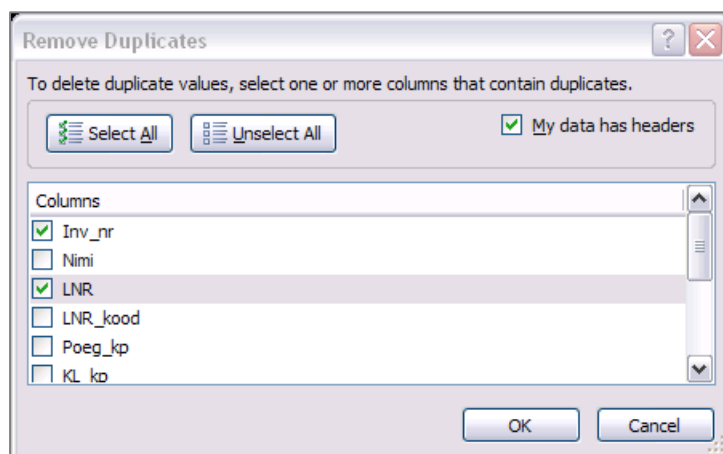 Remove Duplicates
To delete duplicate values, select one or more columns that contain duplicates.
Select All Unselect All My data has headers
Columns
Inv_nr
Nimi
LNR
LNR_kood
Poeg_kp
KL_kp
OK Cancel